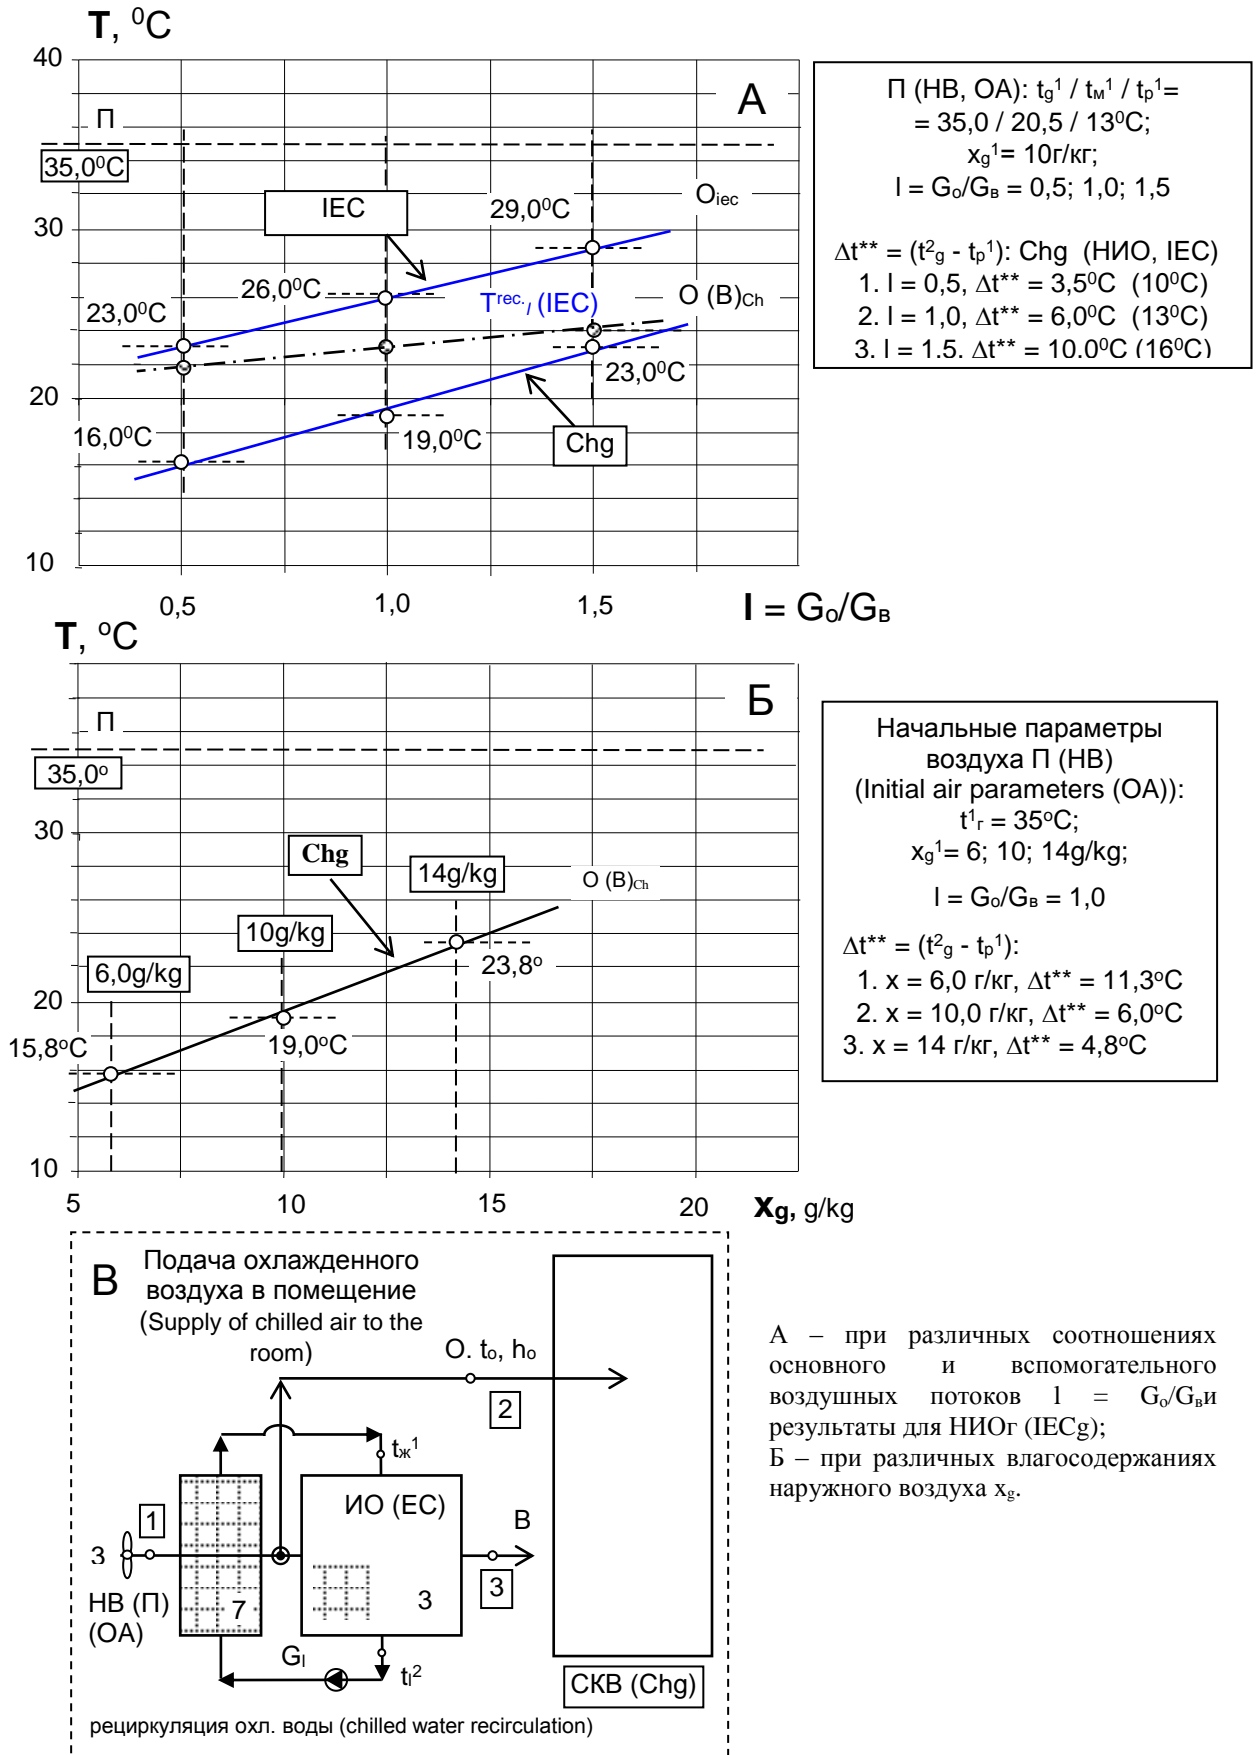 T, ⁰C
40
А
П
35,0⁰C
IEC
29,0⁰C
Oiec
30
26,0⁰C
Trec.l (IEC)
O (B)Ch
23,0⁰C
23,0⁰C
20
16,0⁰C
19,0⁰C
Chg
10
0,5
1,0
1,5
l = Gо/Gв
П (НВ, ОА): tg¹ / tм¹ / tp¹=
= 35,0 / 20,5 / 13⁰C;
xg¹= 10г/кг;
l = Gо/Gв = 0,5; 1,0; 1,5
Δt** = (t²g - tp¹): Chg (НИО, IEC)
1. l = 0,5, Δt** = 3,5⁰C (10⁰C)
2. l = 1,0, Δt** = 6,0⁰C (13⁰C)
3. l = 1,5. Δt** = 10,0⁰C (16⁰C)
T, ᵒC
Б
П
35,0ᵒ
30
Chg
14g/kg
O (B)Ch
10g/kg
6,0g/kg
23,8ᵒ
20
15,8ᵒC
19,0ᵒC
10
5
10
15
20
xg, g/kg
Начальные параметры
воздуха П (НВ)
(Initial air parameters (OA)):
t¹г = 35ᵒC;
xg¹= 6; 10; 14g/kg;
l = Gо/Gв = 1,0
Δt** = (t²g - tp¹):
1. x = 6,0 г/кг, Δt** = 11,3ᵒC
2. x = 10,0 г/кг, Δt** = 6,0ᵒC
3. x = 14 г/кг, Δt** = 4,8ᵒC
В
Подача охлажденного
воздуха в помещение
(Supply of chilled air to the
room)
О. tо, hо
2
tж¹
ИО (EC)
1
В
3
3
3
НВ (П)
(ОА)
7
Gl
tl²
СКВ (Chg)
рециркуляция охл. воды (chilled water recirculation)
А – при различных соотношениях
основного и вспомогательного
воздушных потоков l = Gо/Gви
результаты для НИОг (IECg);
Б – при различных влагосодержаниях
наружного воздуха xg.